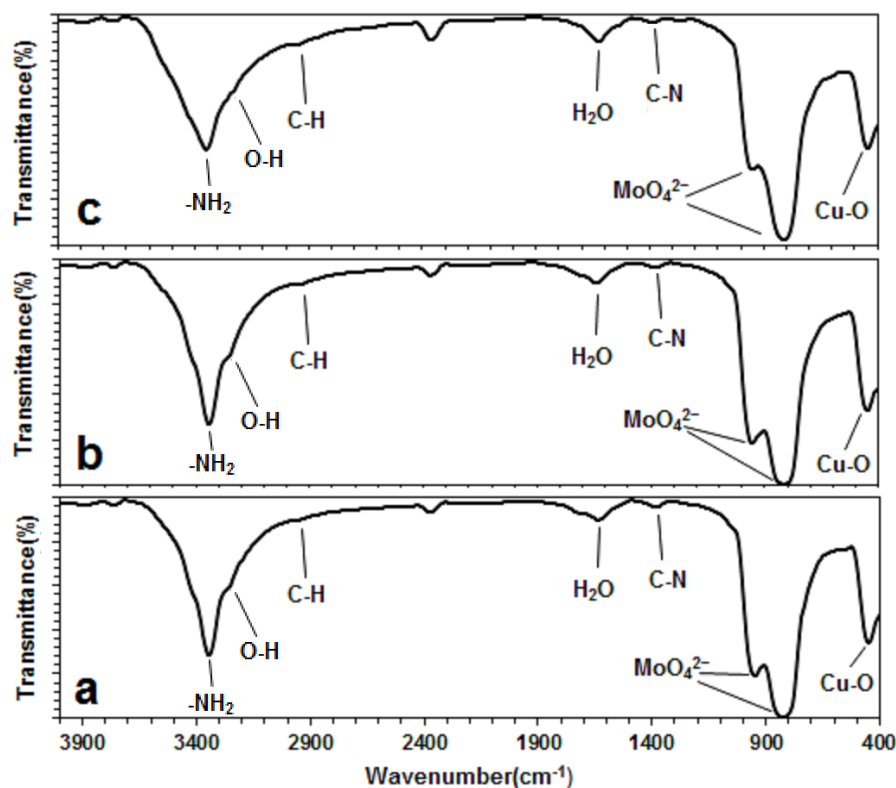 Transmittance(%)
C-H
O-H
-NH₂
H₂O
C-N
MoO₄²⁻
Cu-O
c
Transmittance(%)
C-H
O-H
-NH₂
H₂O
C-N
MoO₄²⁻
Cu-O
b
Transmittance(%)
C-H
O-H
-NH₂
H₂O
C-N
MoO₄²⁻
Cu-O
a
3900 3400 2900 2400 1900 1400 900 400
Wavenumber(cm⁻¹)